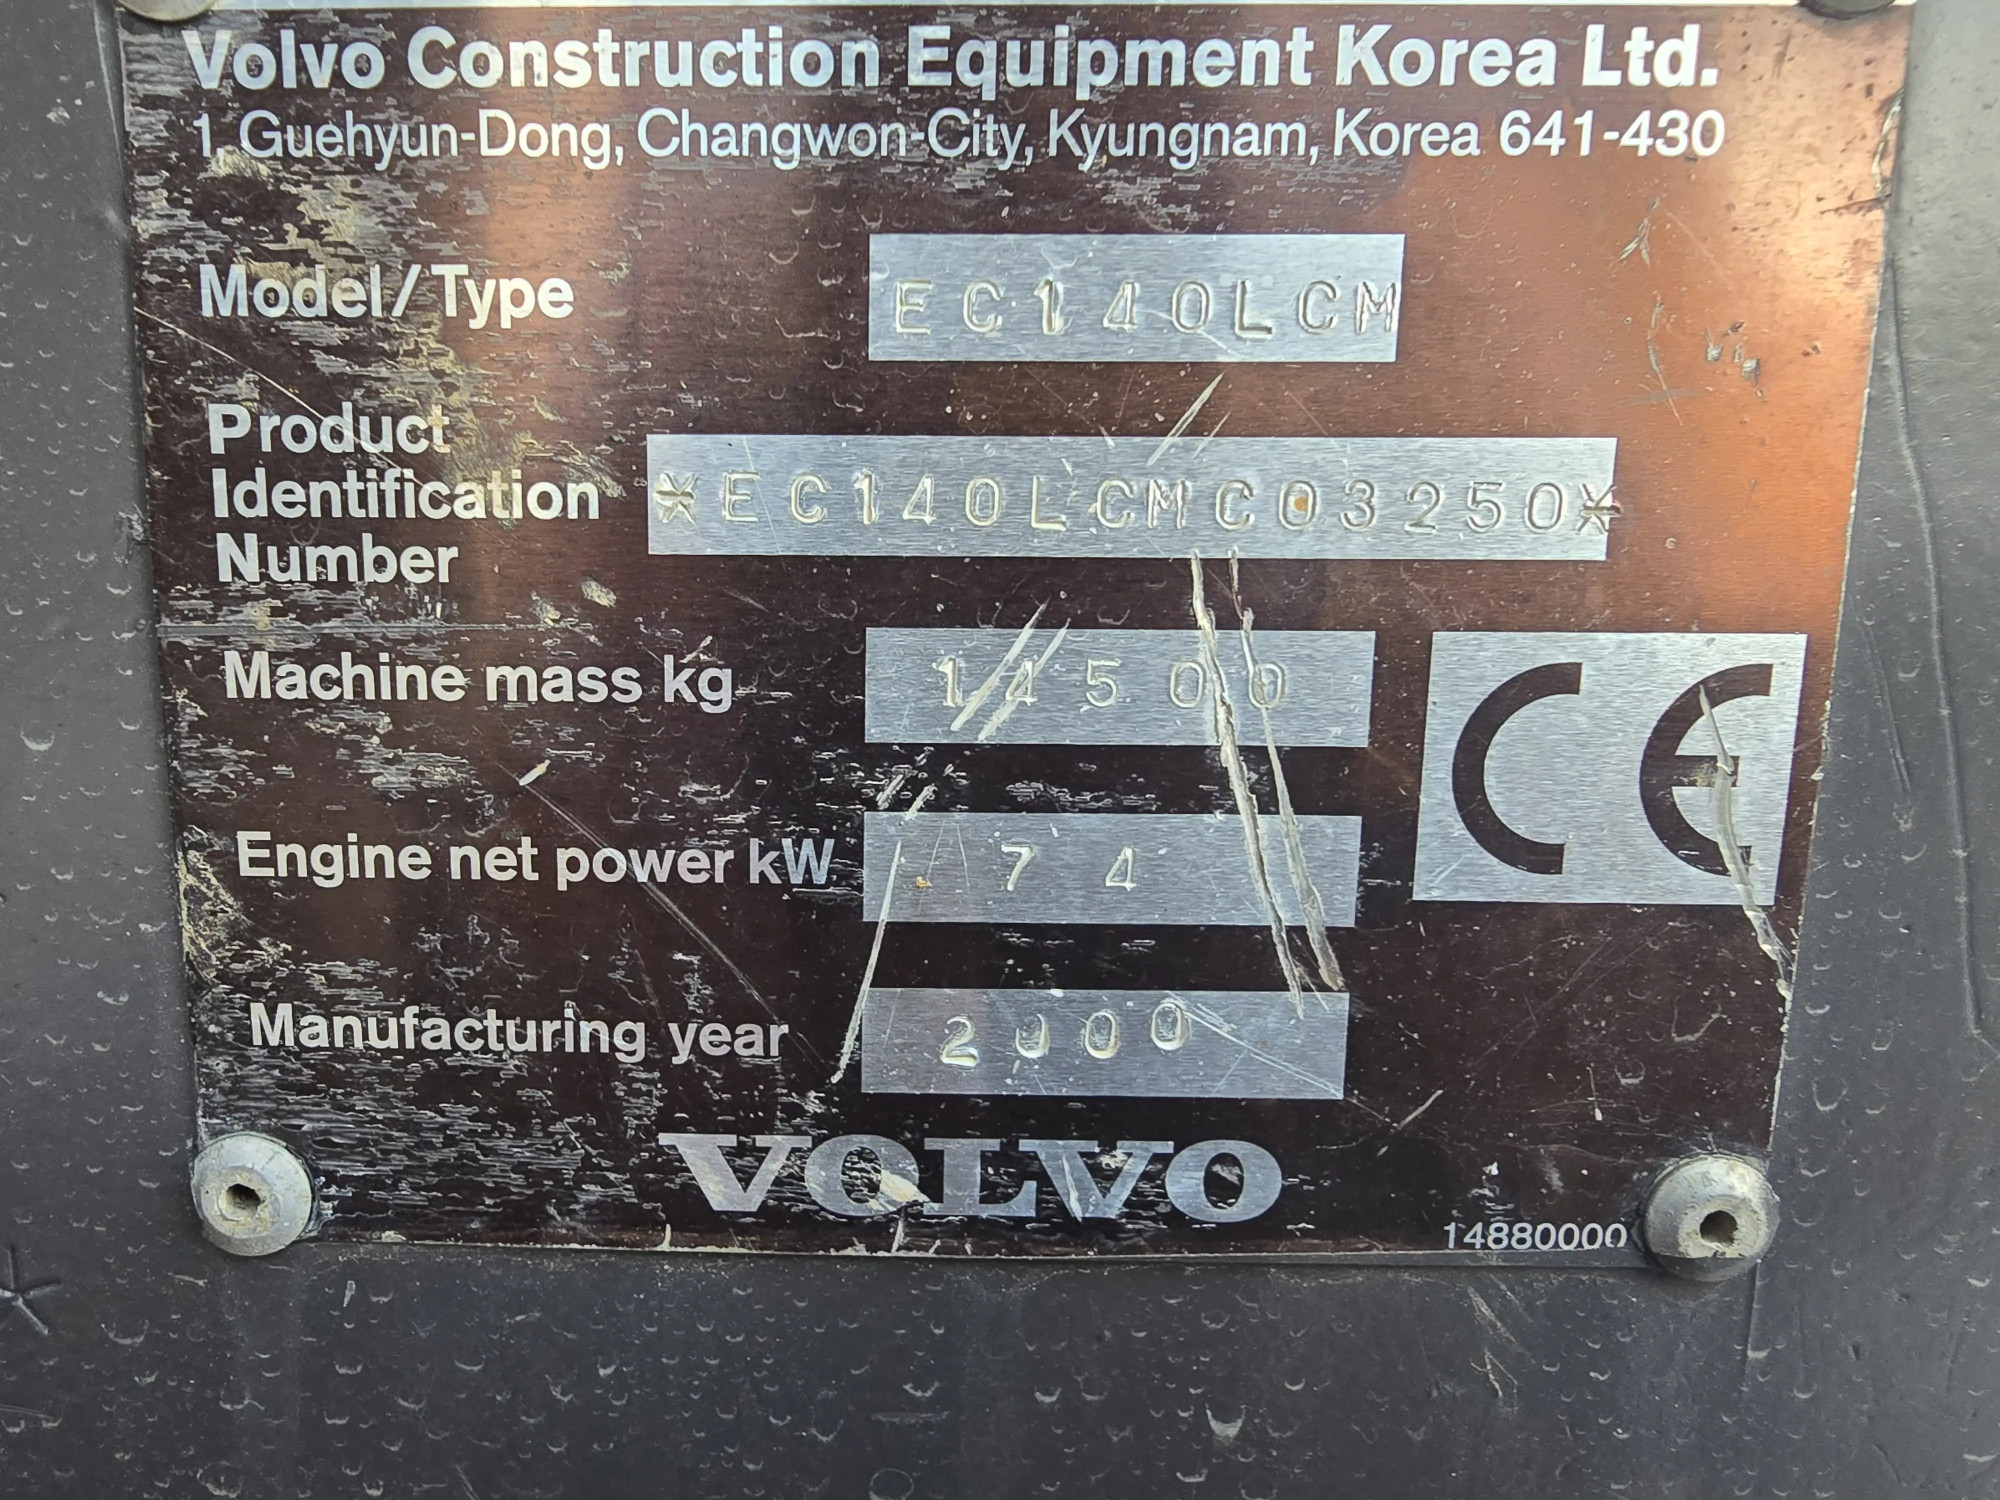 Volvo Construction Equipment Korea Ltd.
1, Guehyun-Dong, Changwon-City, Kyungnam, Korea 641-430
Model/Type EC140LCM
Product
Identification *EC140LCMC03250*
Number
Machine mass kg 14500
CE
Engine net power kW 74
Manufacturing year 2000
VOLVO
14880000